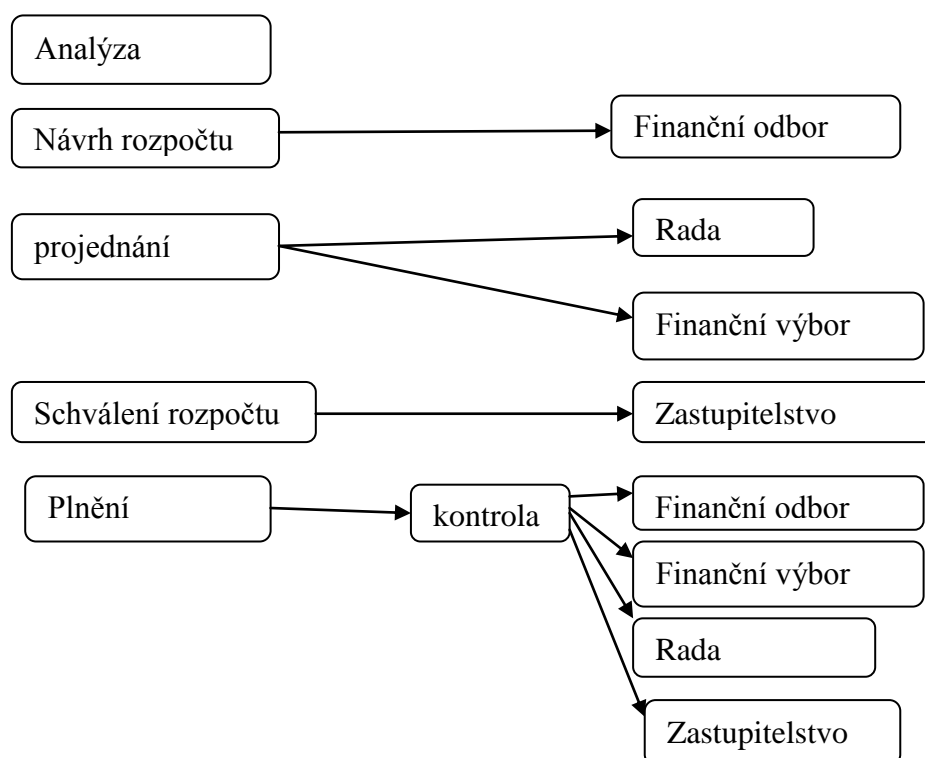 Analýza
Návrh rozpočtu
Finanční odbor
projednání
Rada
Finanční výbor
Schválení rozpočtu
Zastupitelstvo
Plnění
kontrola
Finanční odbor
Finanční výbor
Rada
Zastupitelstvo